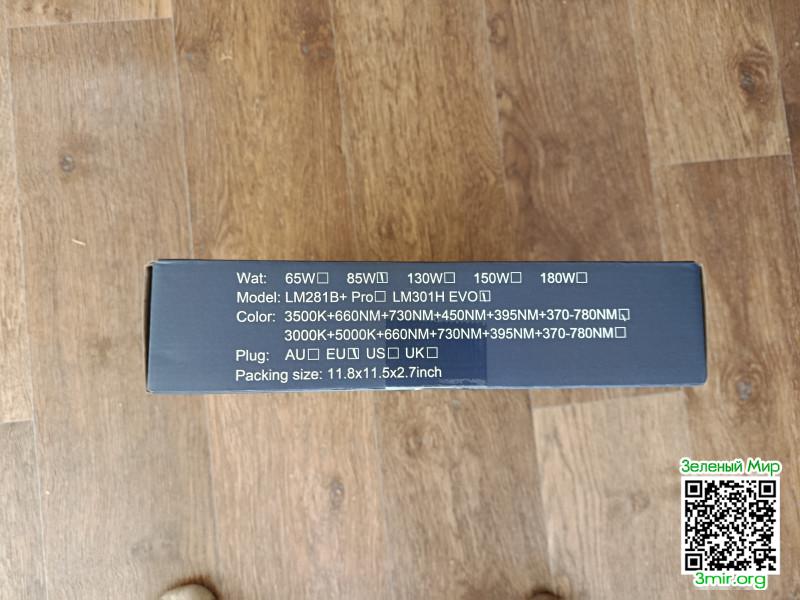 Wat: 65W□ 85W☑ 130W□ 150W□ 180W□
Model: LM281B+ Pro□ LM301H EVO☑
Color: 3500K+660NM+730NM+450NM+395NM+370-780NM☑
3000K+5000K+660NM+730NM+395NM+370-780NM□
Plug: AU□ EU☑ US□ UK□
Packing size: 11.8x11.5x2.7inch
Зеленый Мир
3mir.org